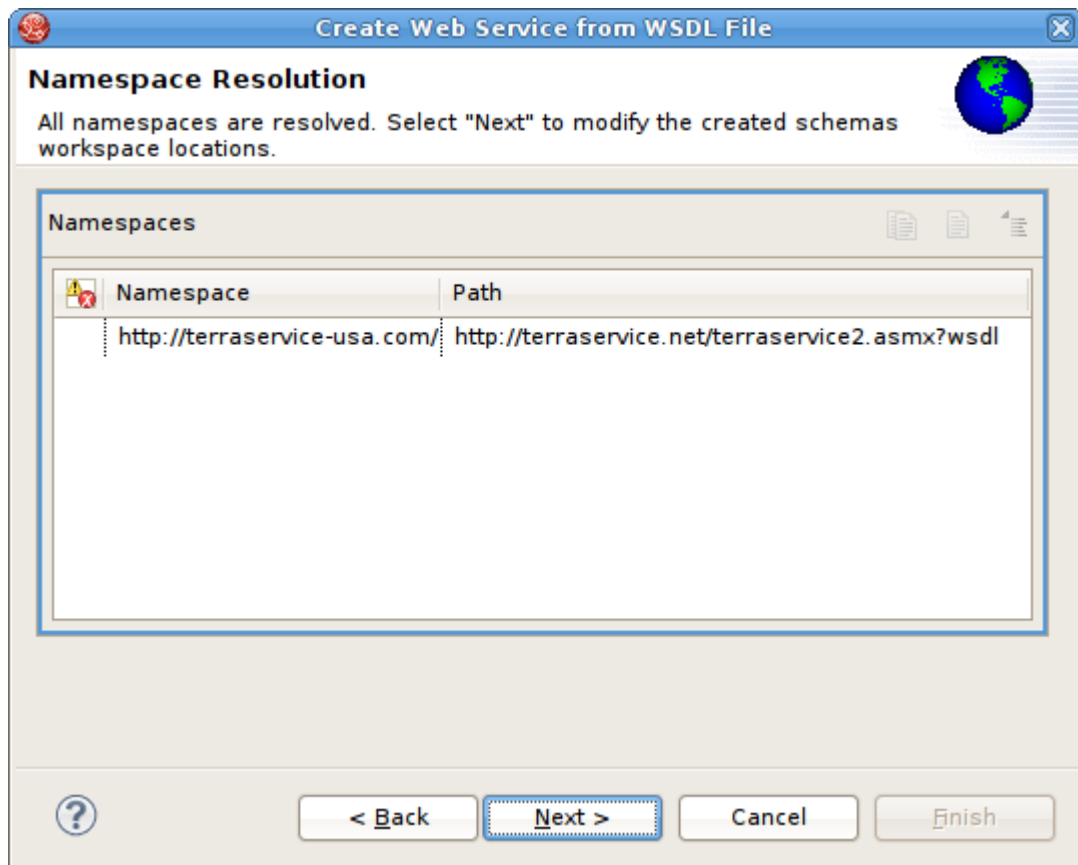 Create Web Service from WSDL File
Namespace Resolution
All namespaces are resolved. Select "Next" to modify the created schemas
workspace locations.
Namespaces
Namespace Path
http://terraservice-usa.com/ http://terraservice.net/terraservice2.asmx?wsdl
< Back Next > Cancel Finish